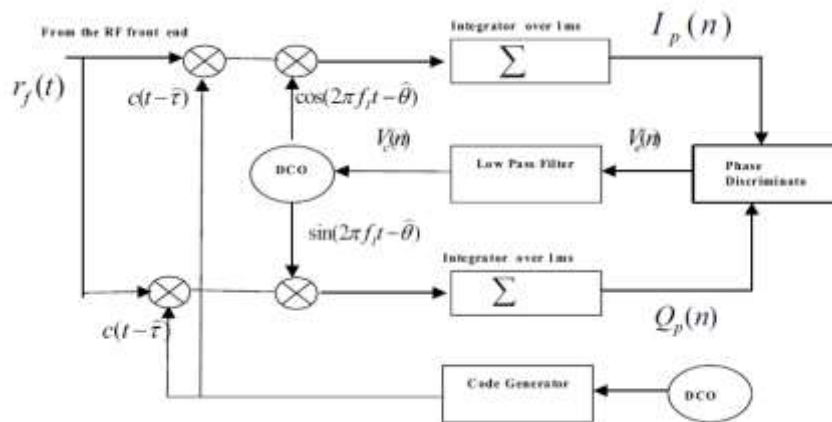 From the RF front end
Integrator over 1ms
I_p(n)
r_f(t)
∑
c(t-τ̂)
cos(2πf_I t-θ̂)
V_c(n)
V_e(n)
DCO
Low Pass Filter
Phase
Discriminate
sin(2πf_I t-θ̂)
Integrator over 1ms
∑
Q_p(n)
c(t-τ̂)
Code Generator
DCO